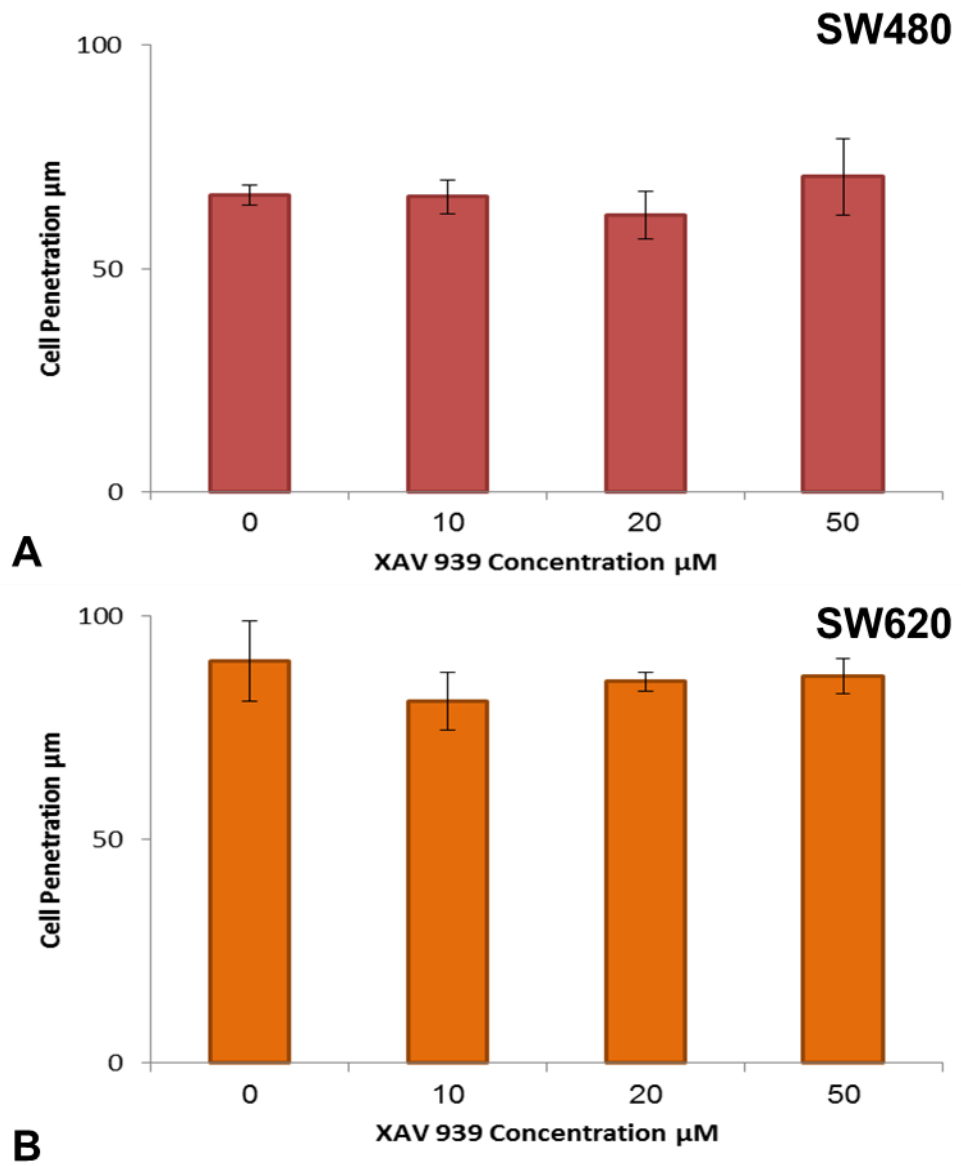 SW480
100
50
0
Cell Penetration µm
0 10 20 50
XAV 939 Concentration µM
A
SW620
100
50
0
Cell Penetration µm
0 10 20 50
XAV 939 Concentration µM
B